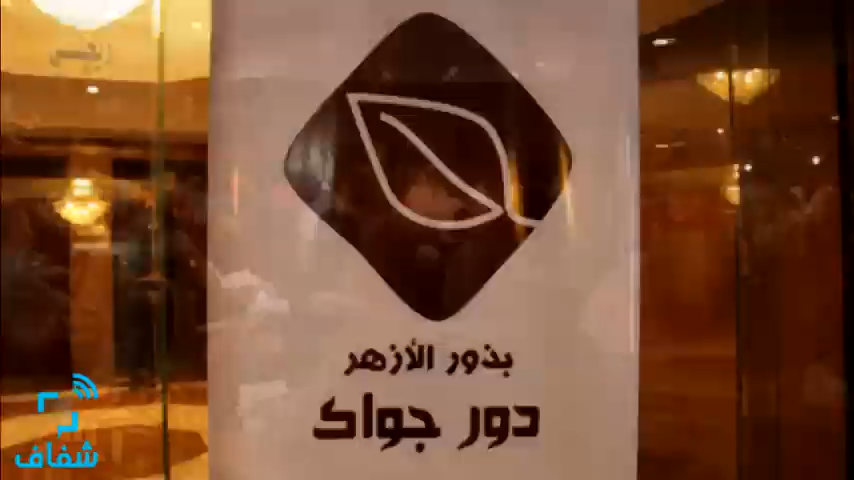 بذور الأزهر
دور جواك
شفاف